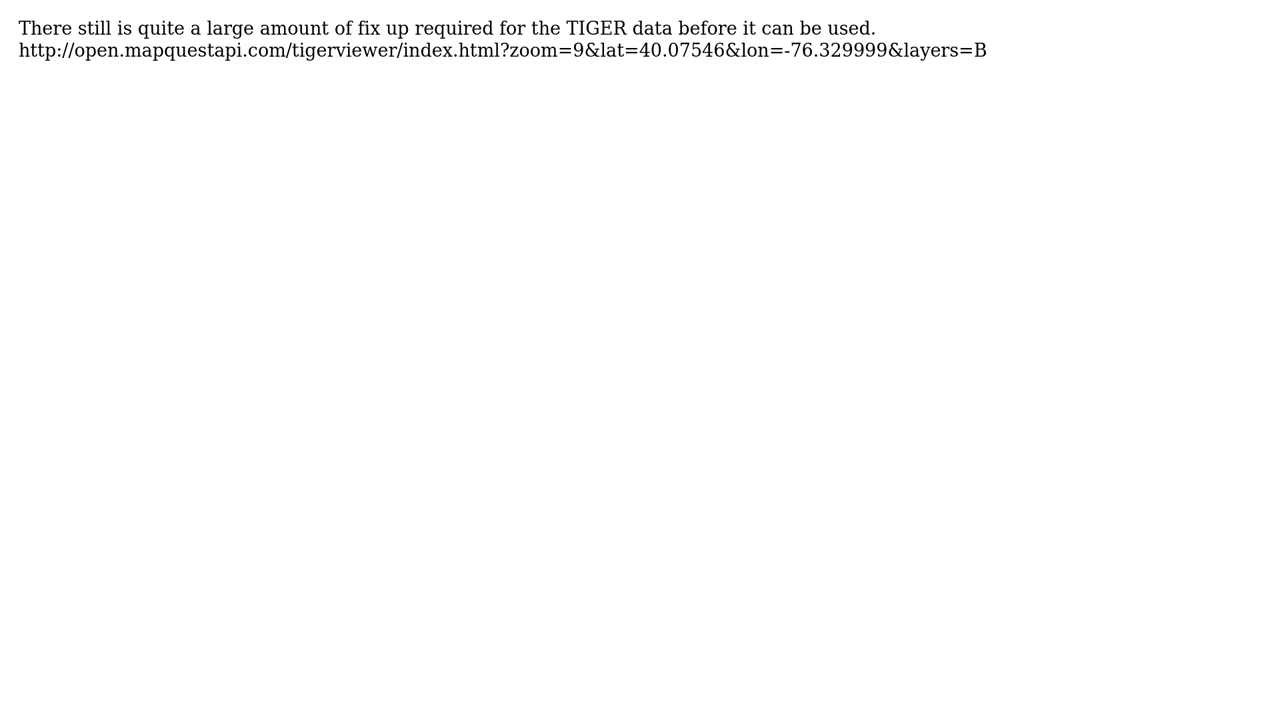 There still is quite a large amount of fix up required for the TIGER data before it can be used.
http://open.mapquestapi.com/tigerviewer/index.html?zoom=9&lat=40.07546&lon=-76.329999&layers=B